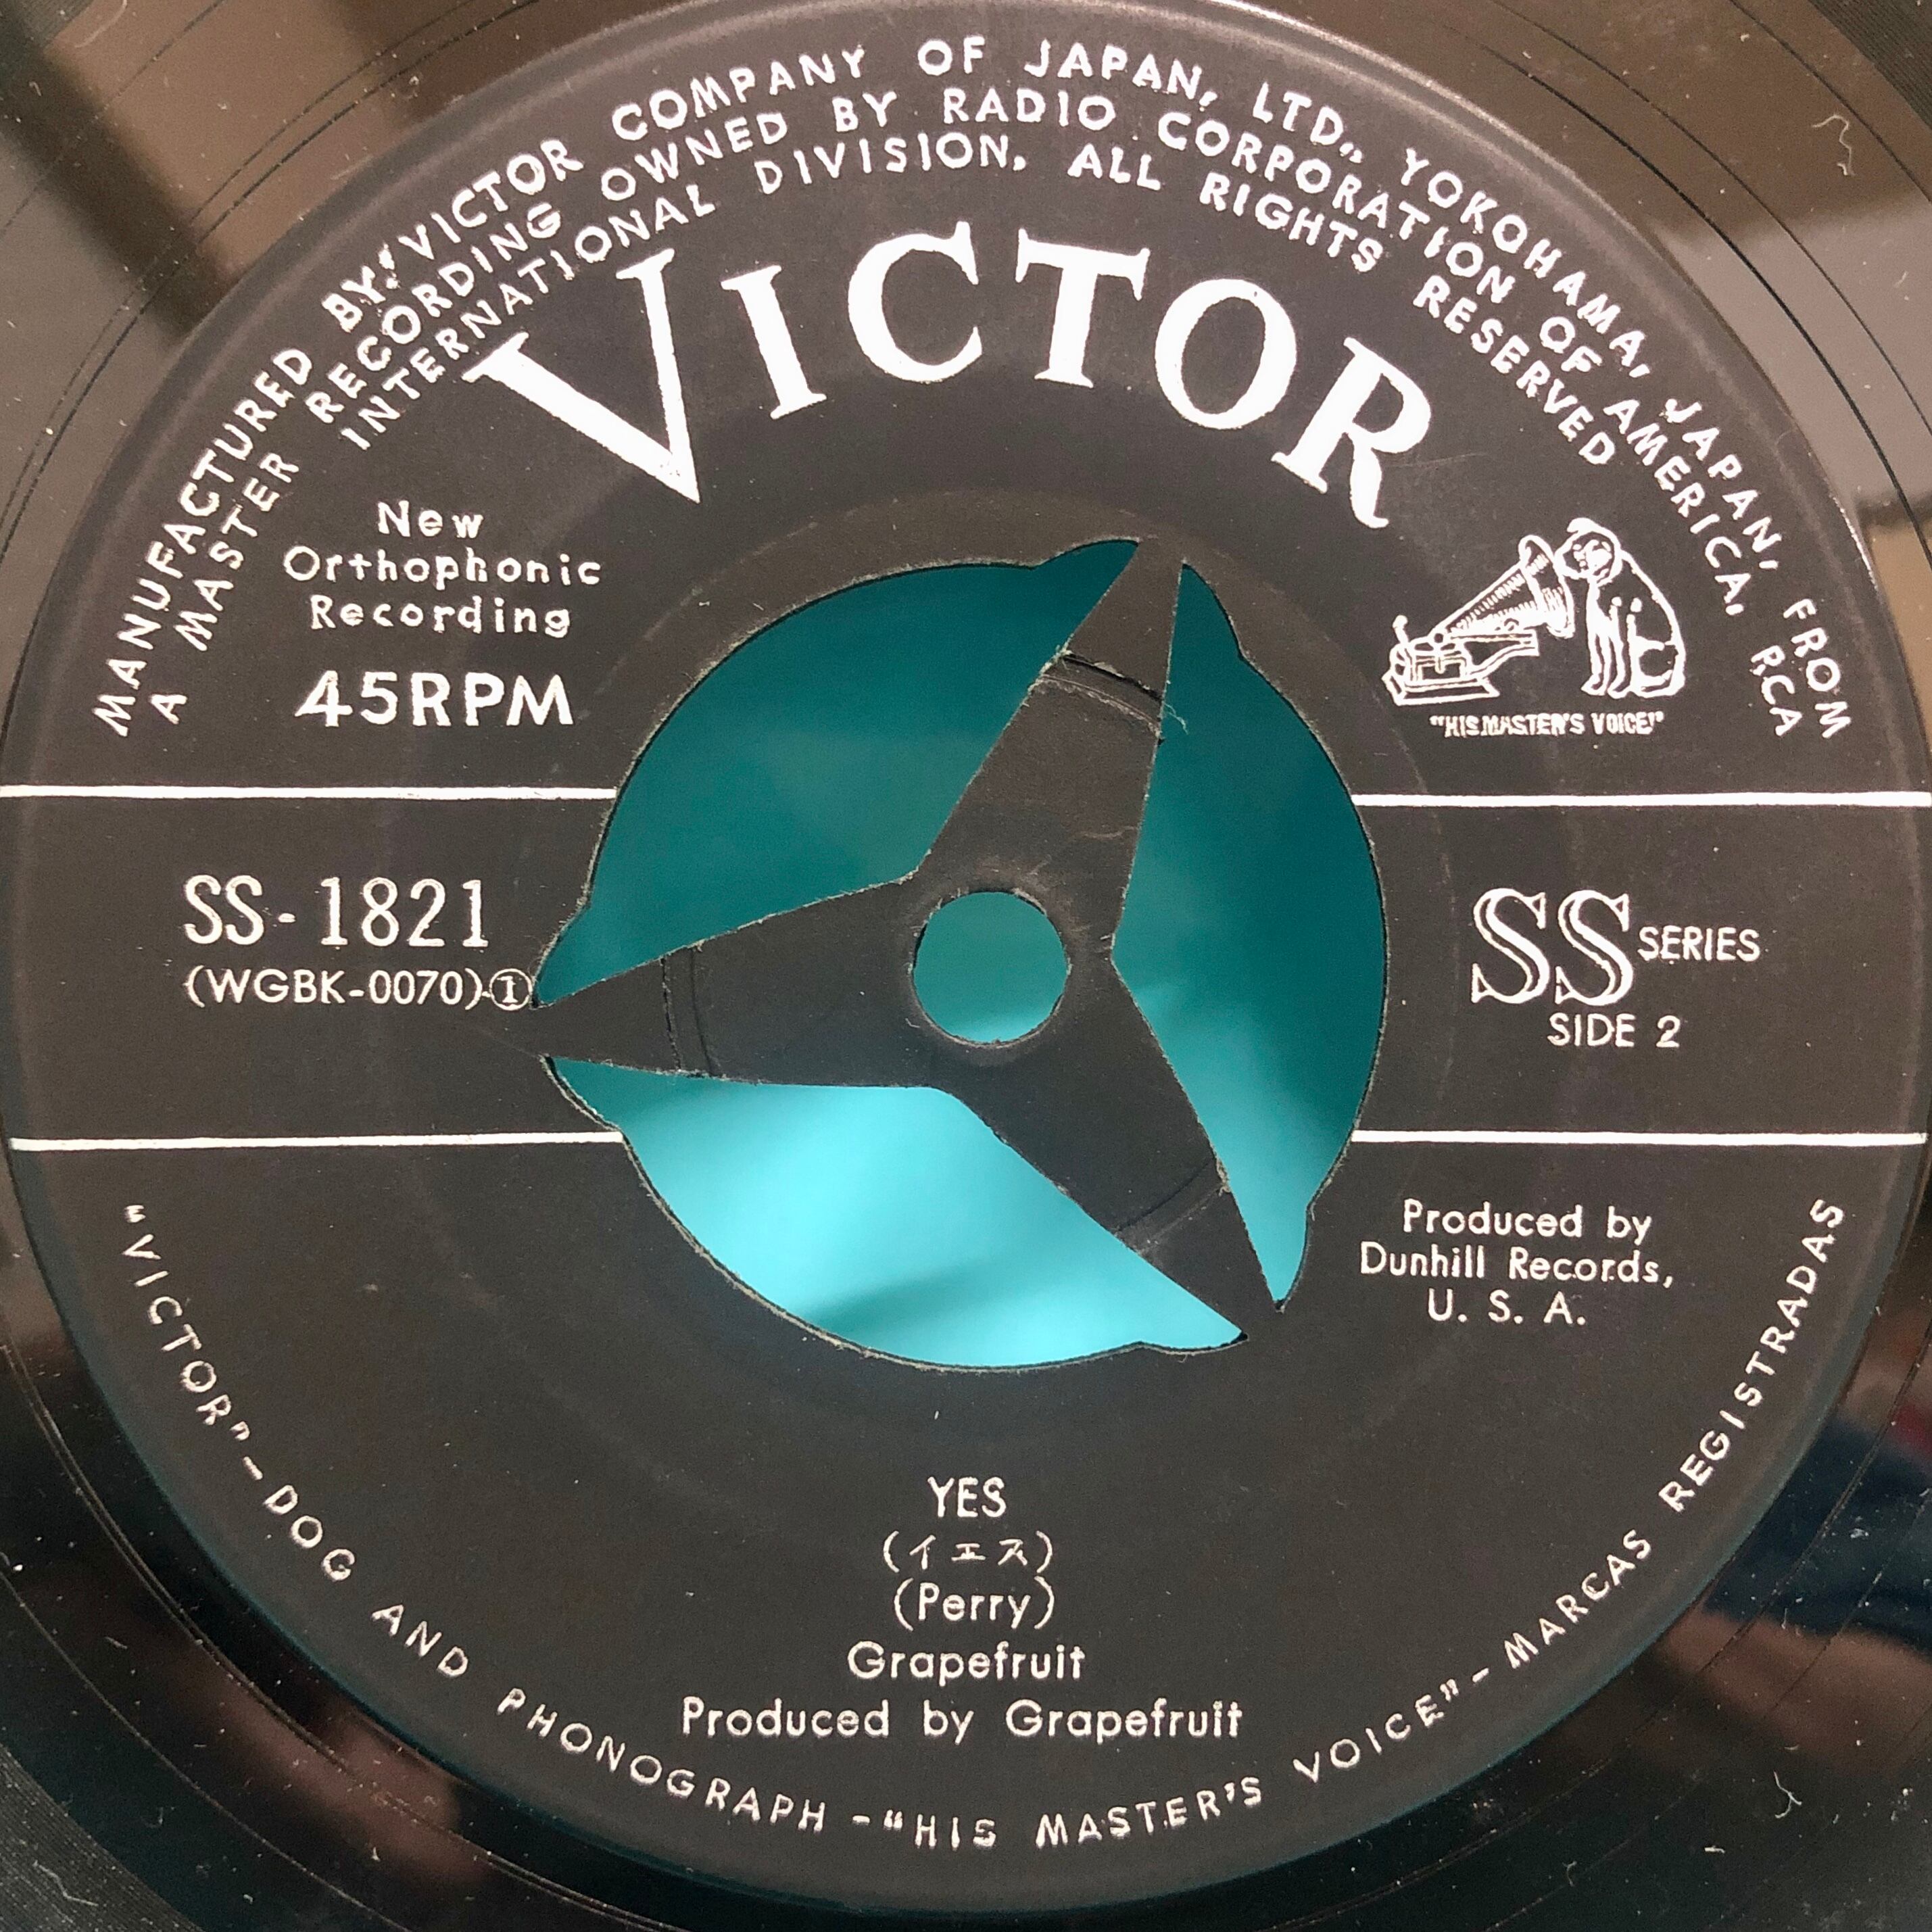 MANUFACTURED BY "VICTOR COMPANY OF JAPAN, LTD., YOKOHAMA, JAPAN, FROM
A MASTER RECORDING OWNED BY RADIO CORPORATION OF AMERICA, RCA
INTERNATIONAL DIVISION. ALL RIGHTS RESERVED
VICTOR
New
Orthophonic
Recording
45RPM
"HIS MASTER'S VOICE"
SS-1821
(WGBK-0070)①
SS SERIES
SIDE 2
Produced by
Dunhill Records,
U. S. A.
YES
(イエス)
(Perry)
Grapefruit
Produced by Grapefruit
"VICTOR" - DOG AND PHONOGRAPH - "HIS MASTER'S VOICE" - MARCAS REGISTRADAS